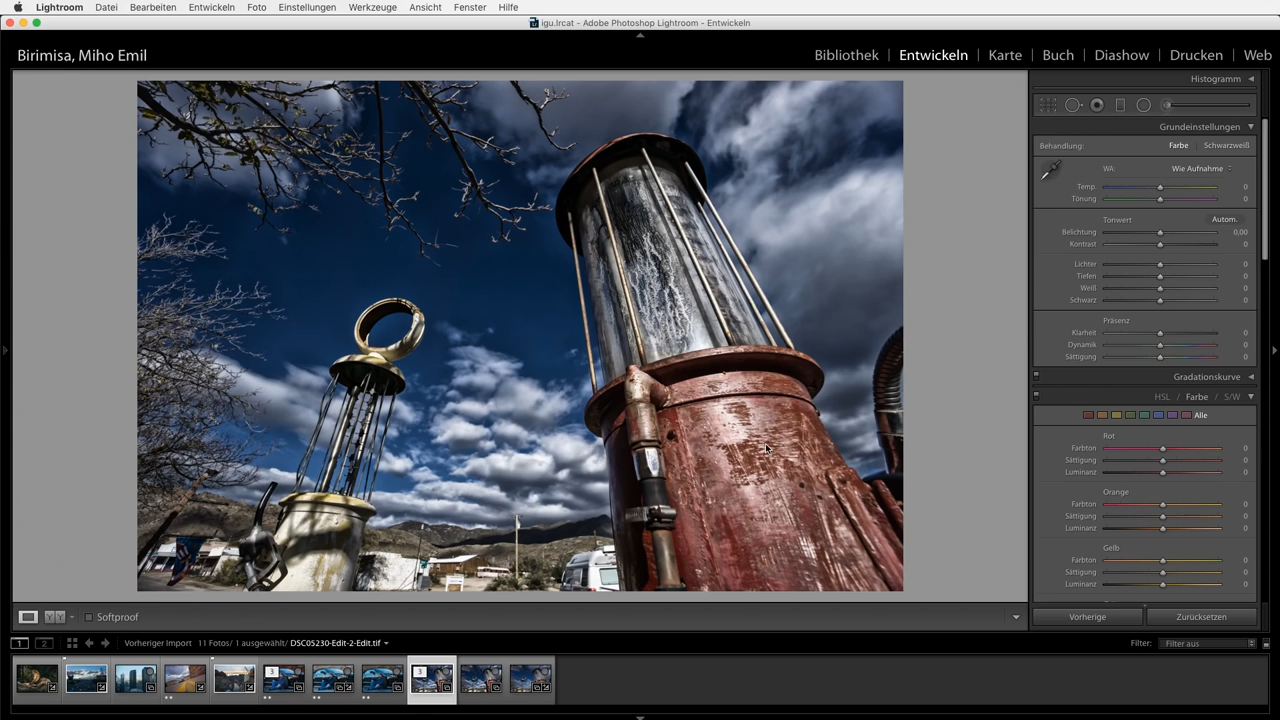 Lightroom Datei Bearbeiten Entwickeln Foto Einstellungen Werkzeuge Ansicht Fenster Hilfe
igu.lrcat - Adobe Photoshop Lightroom - Entwickeln
Birimisa, Miho Emil
Bibliothek | Entwickeln | Karte | Buch | Diashow | Drucken | Web
Histogramm
Grundeinstellungen
Behandlung: Farbe Schwarzweiß
WA: Wie Aufnahme
Temp. 0
Tönung 0
Tonwert Autom.
Belichtung 0,00
Kontrast 0
Lichter 0
Tiefen 0
Weiß 0
Schwarz 0
Präsenz
Klarheit 0
Dynamik 0
Sättigung 0
Gradationskurve
HSL / Farbe / S/W
Alle
Rot
Farbton 0
Sättigung 0
Luminanz 0
Orange
Farbton 0
Sättigung 0
Luminanz 0
Gelb
Farbton 0
Sättigung 0
Luminanz 0
YY Softproof
Vorherige Zurücksetzen
1 2 Vorheriger Import 11 Fotos/ 1 ausgewählt/ DSC05230-Edit-2-Edit.tif Filter: Filter aus
3 3